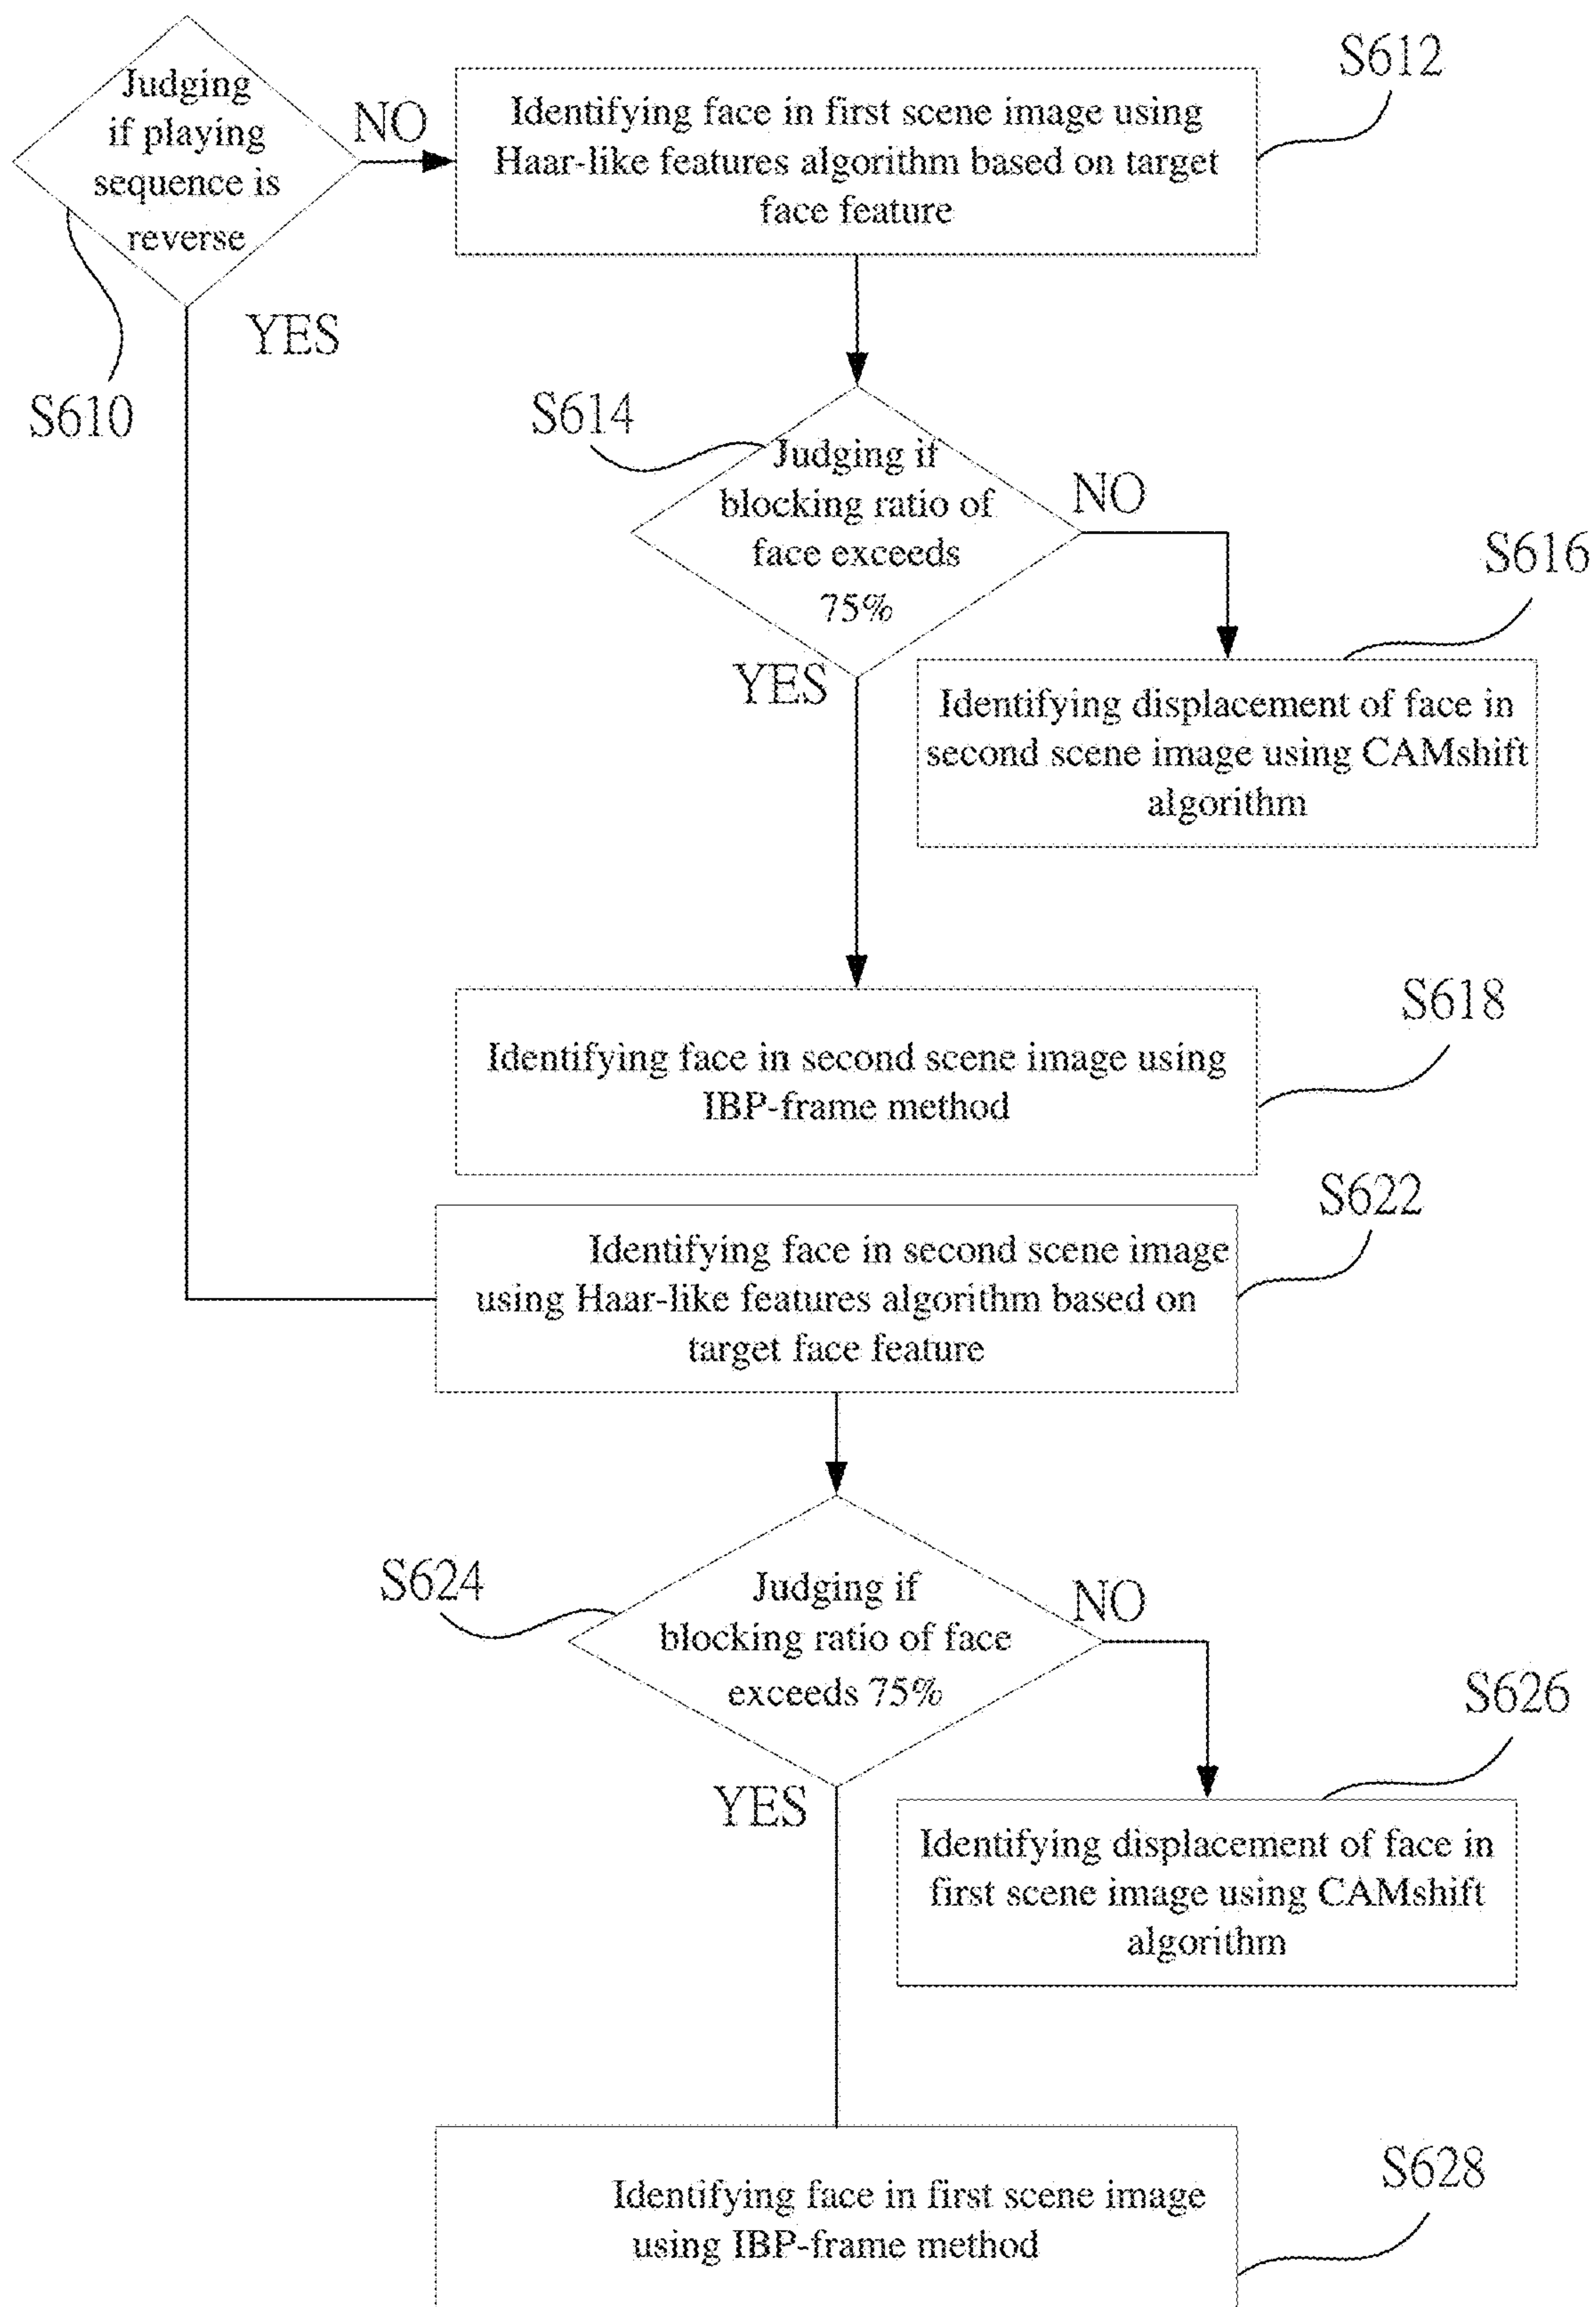 Judging
if playing
sequence is
reverse
NO
YES
S610
Identifying face in first scene image using
Haar-like features algorithm based on target
face feature
S612
S614
Judging if
blocking ratio of
face exceeds
75%
NO
YES
S616
Identifying displacement of face in
second scene image using CAMshift
algorithm
S618
Identifying face in second scene image using
IBP-frame method
S622
Identifying face in second scene image
using Haar-like features algorithm based on
target face feature
S624
Judging if
blocking ratio of face
exceeds 75%
NO
YES
S626
Identifying displacement of face in
first scene image using CAMshift
algorithm
S628
Identifying face in first scene image
using IBP-frame method